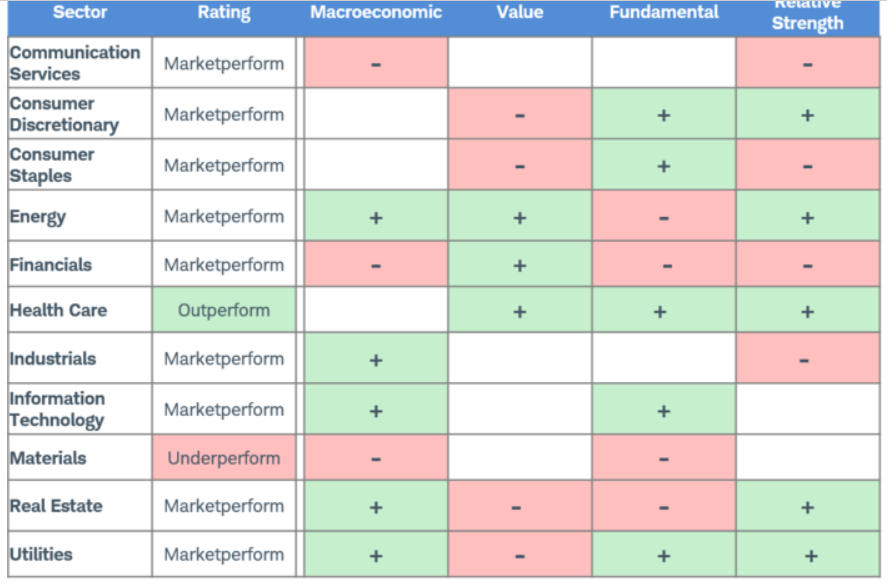 Sector Rating Macroeconomic Value Fundamental Relative
Strength
Communication
Services Marketperform - -
Consumer
Discretionary Marketperform - + +
Consumer
Staples Marketperform - + -
Energy Marketperform + + - +
Financials Marketperform - + - -
Health Care Outperform + + +
Industrials Marketperform + -
Information
Technology Marketperform + +
Materials Underperform - -
Real Estate Marketperform + - - +
Utilities Marketperform + - + +